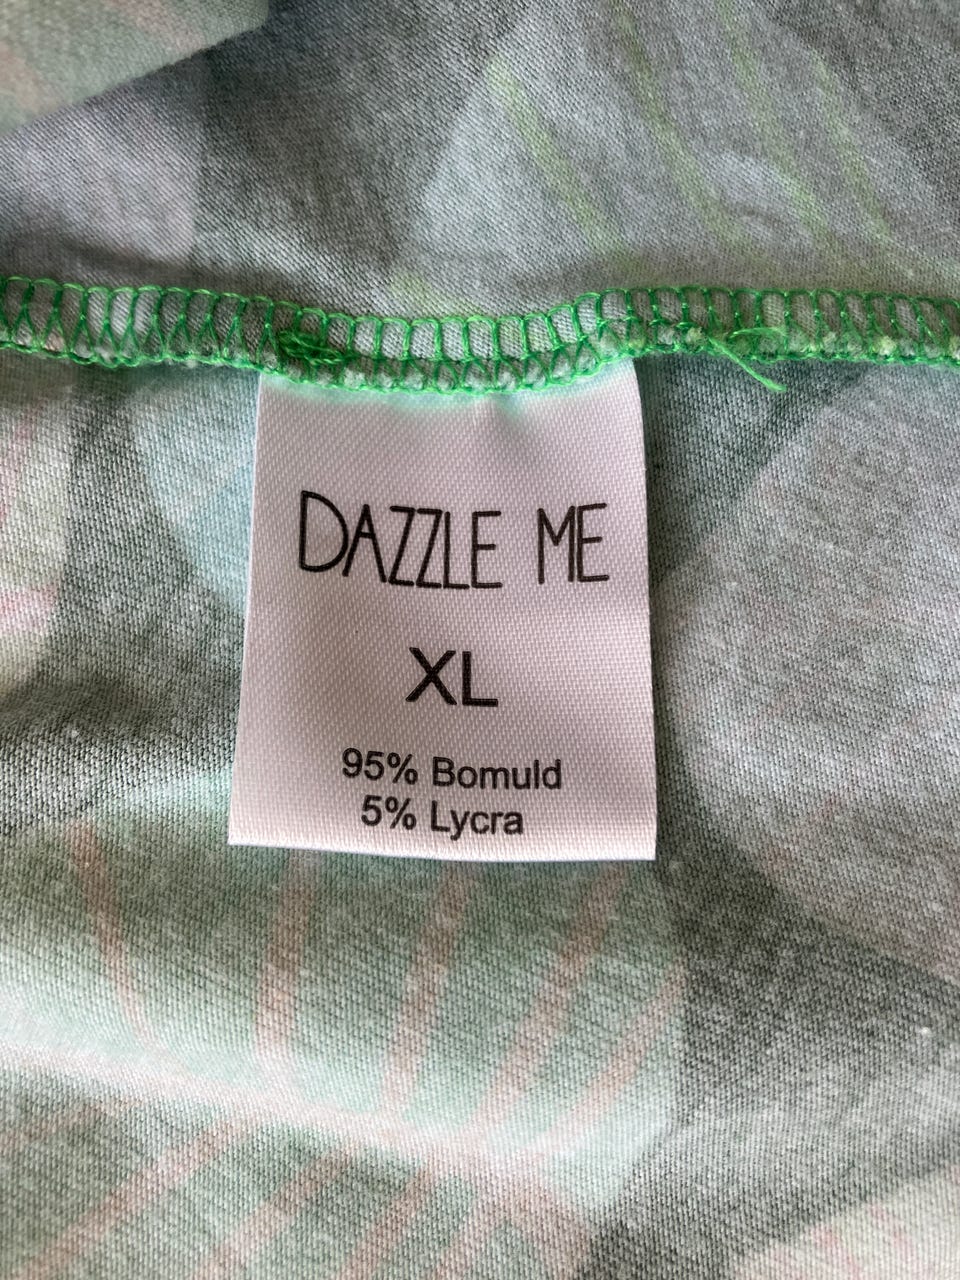 DAZZLE ME
XL
95% Bomuld
5% Lycra